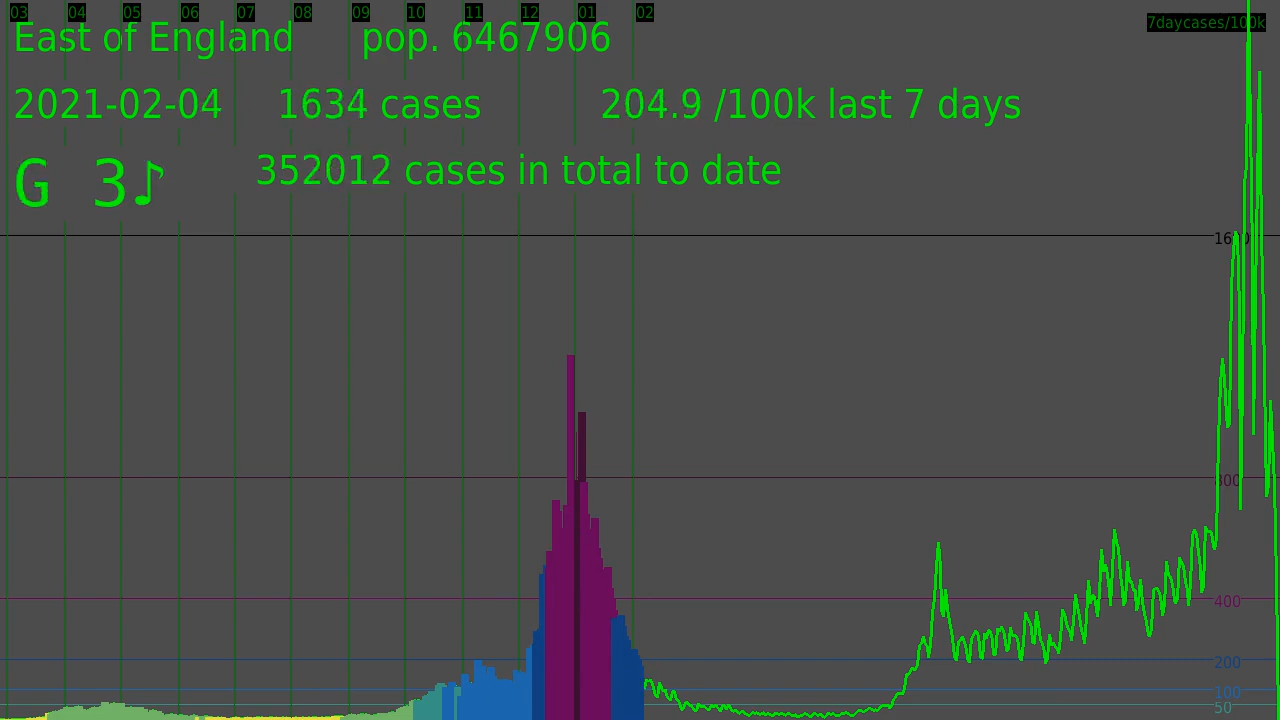 03 04 05 06 07 08 09 10 11 12 01 02
7daycases/100k
East of England pop. 6467906
2021-02-04 1634 cases 204.9 /100k last 7 days
G 3♪ 352012 cases in total to date
1600
800
400
200
100
50